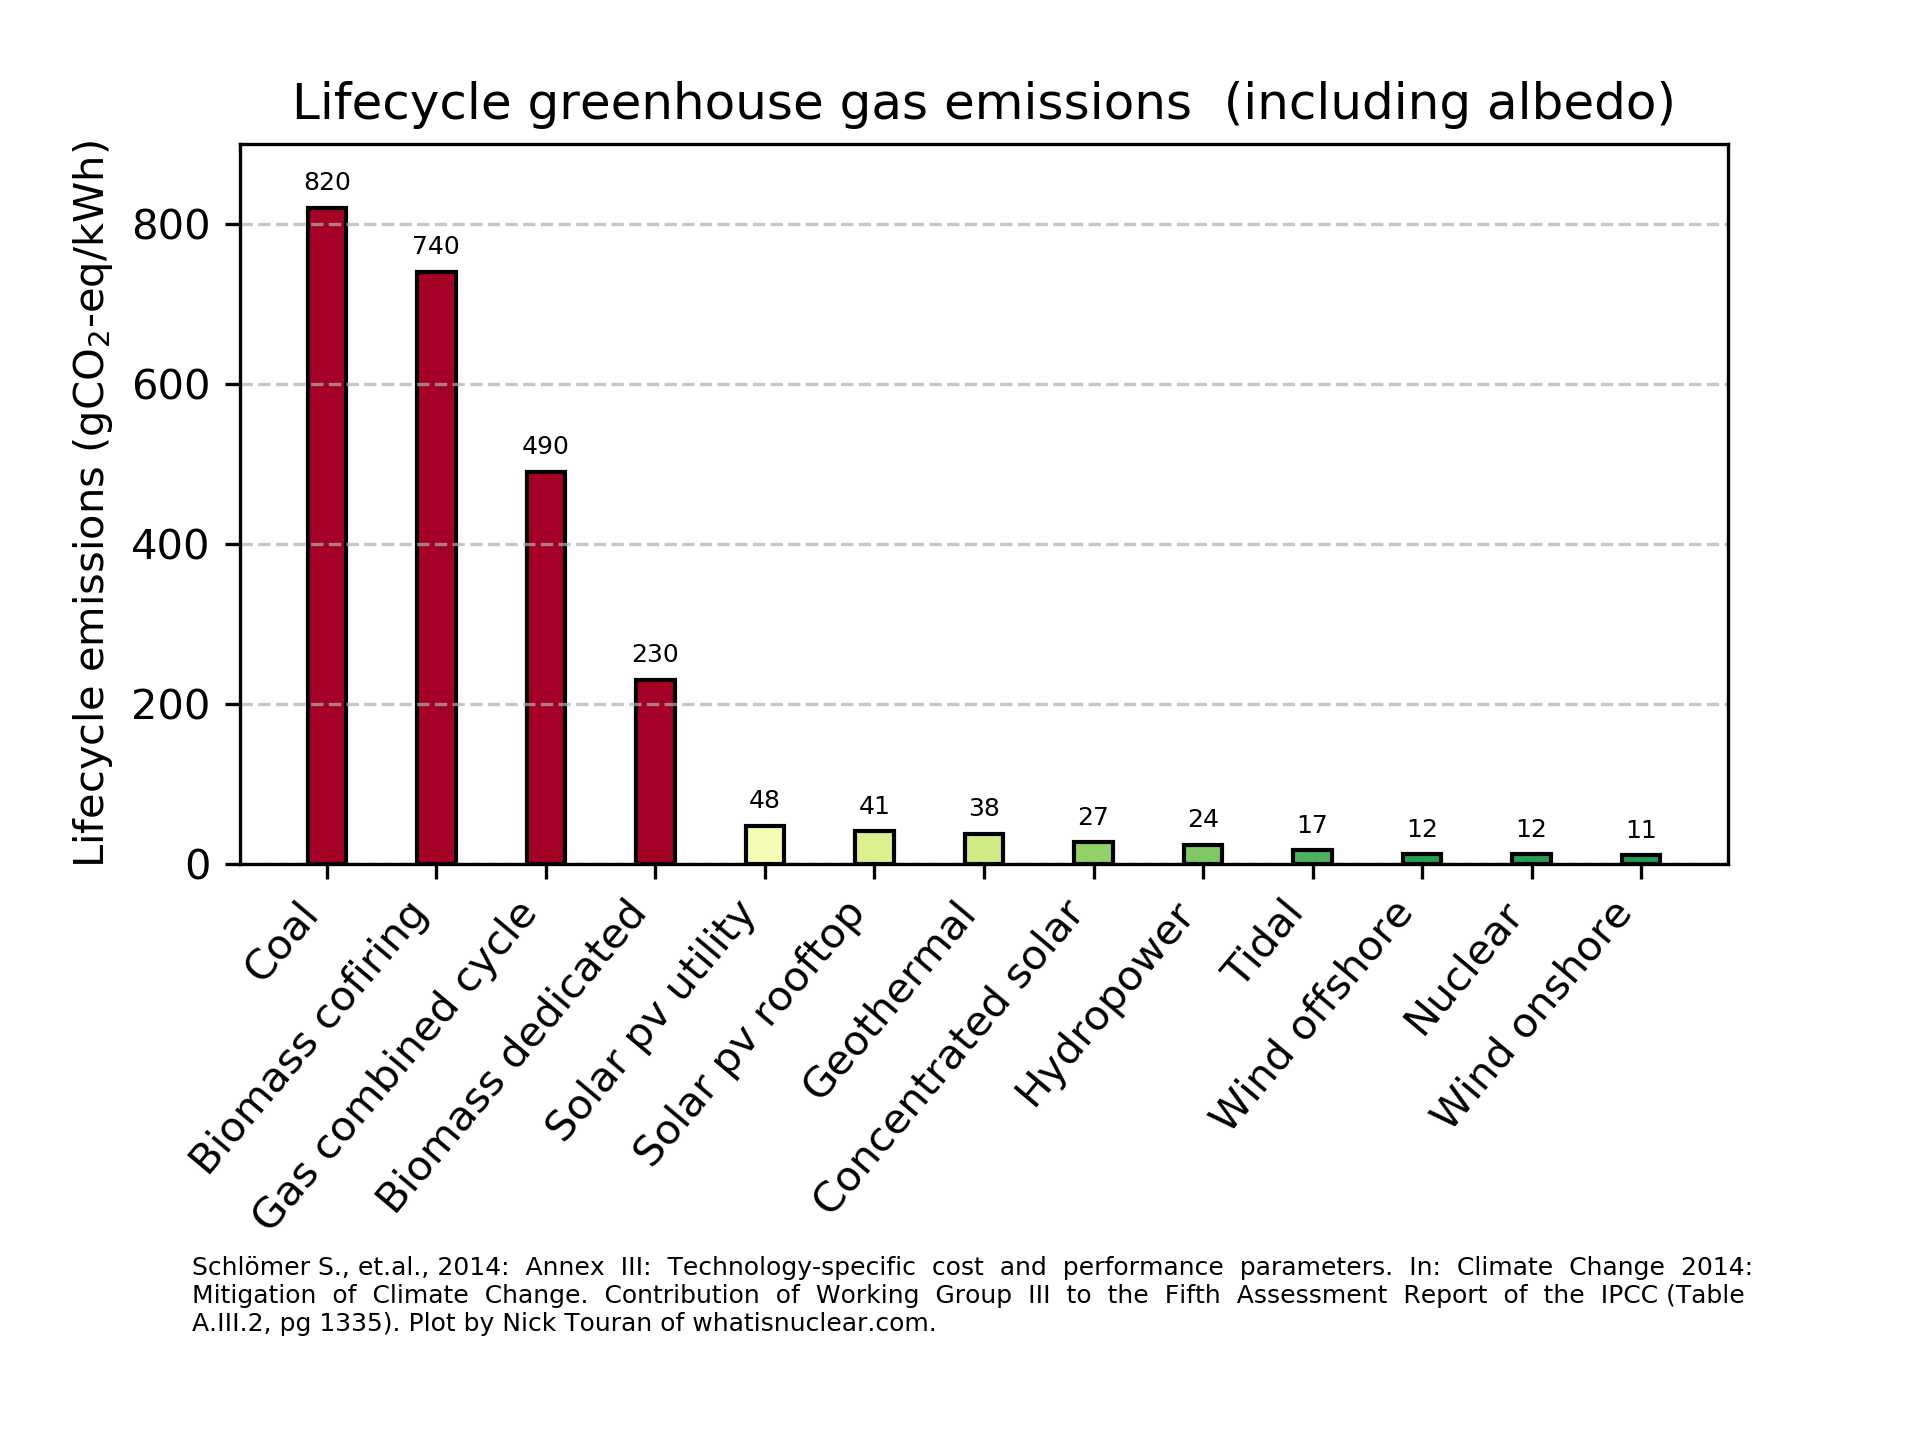 Lifecycle greenhouse gas emissions (including albedo)
Lifecycle emissions (gCO₂-eq/kWh)
800
600
400
200
0
820
740
490
230
48
41
38
27
24
17
12
12
11
Coal
Biomass cofiring
Gas combined cycle
Biomass dedicated
Solar pv utility
Solar pv rooftop
Geothermal
Concentrated solar
Hydropower
Tidal
Wind offshore
Nuclear
Wind onshore
Schlömer S., et.al., 2014: Annex III: Technology-specific cost and performance parameters. In: Climate Change 2014:
Mitigation of Climate Change. Contribution of Working Group III to the Fifth Assessment Report of the IPCC (Table
A.III.2, pg 1335). Plot by Nick Touran of whatisnuclear.com.